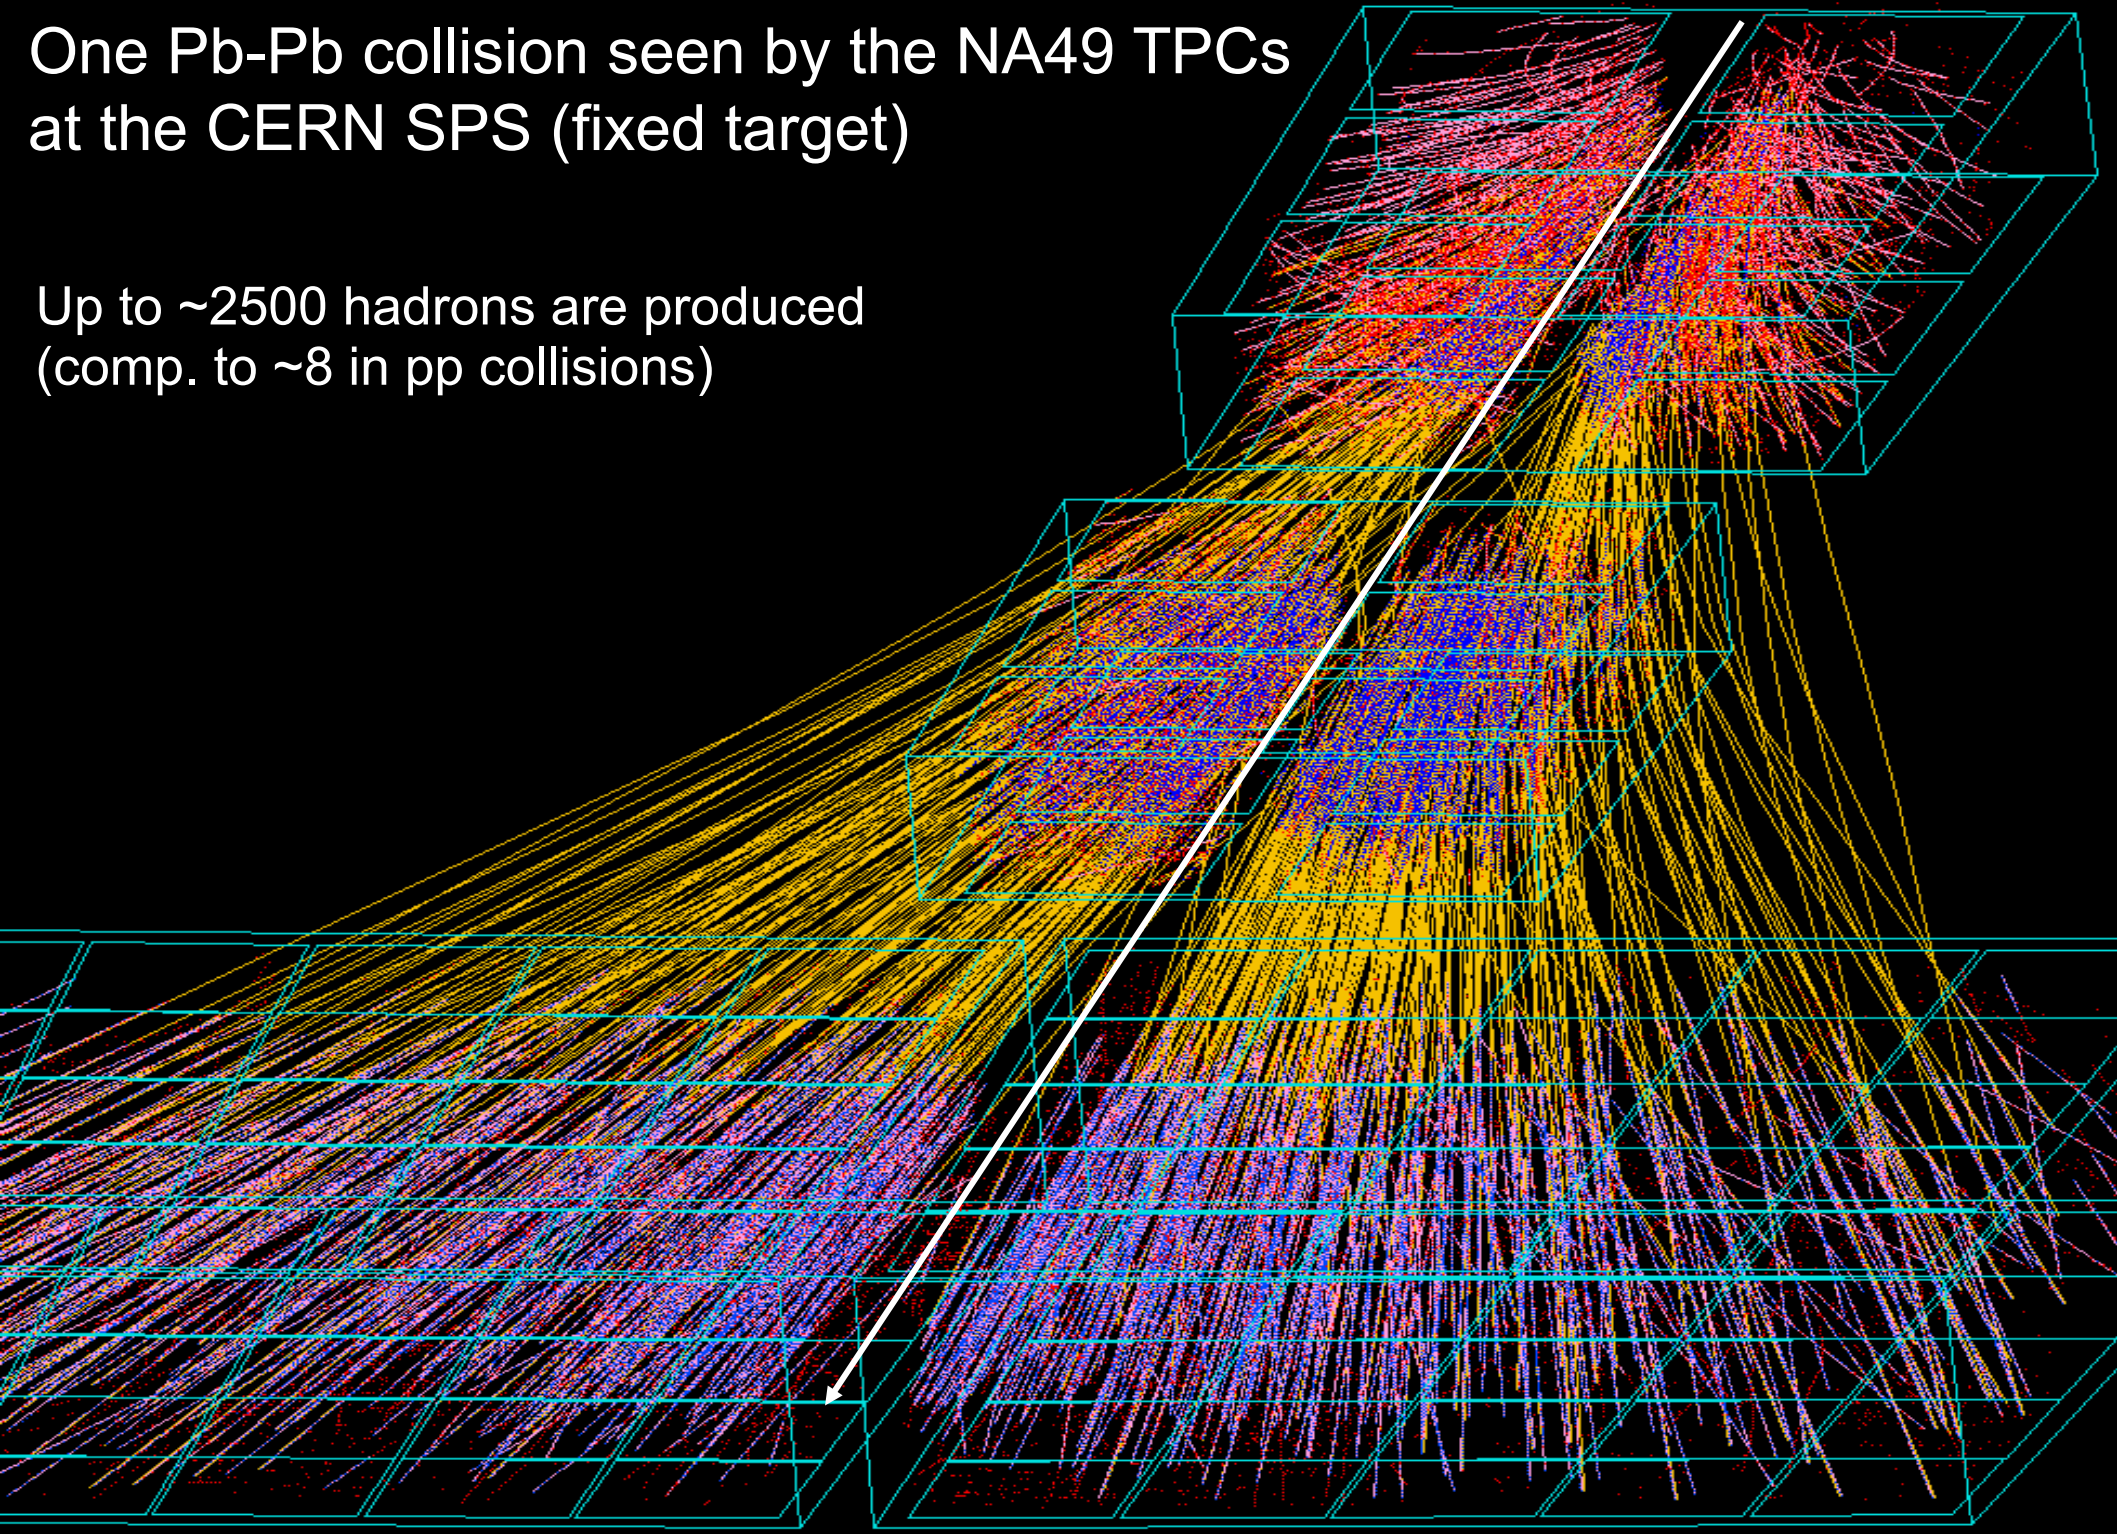 One Pb-Pb collision seen by the NA49 TPCs
at the CERN SPS (fixed target)
Up to ~2500 hadrons are produced
(comp. to ~8 in pp collisions)